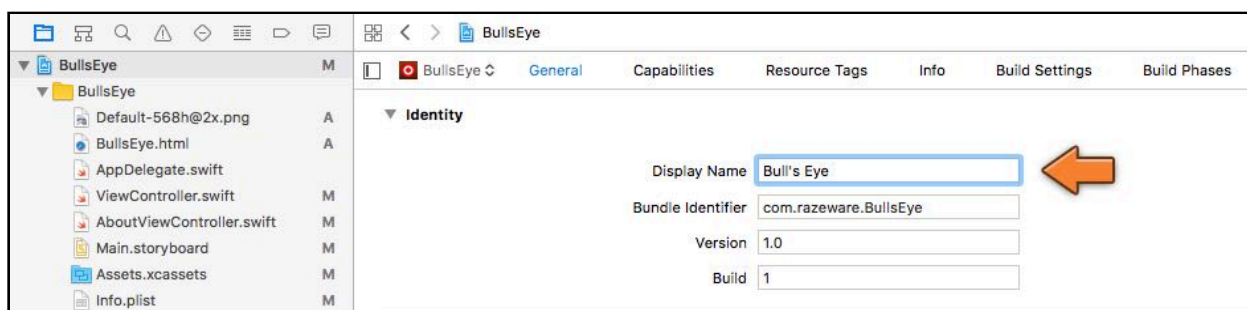 BullsEye
BullsEye M
BullsEye General Capabilities Resource Tags Info Build Settings Build Phases
BullsEye
Default-568h@2x.png A
Identity
BullsEye.html A
AppDelegate.swift
Display Name Bull's Eye
ViewController.swift M
Bundle Identifier com.razeware.BullsEye
AboutViewController.swift M
Version 1.0
Main.storyboard M
Assets.xcassets M
Build 1
Info.plist M